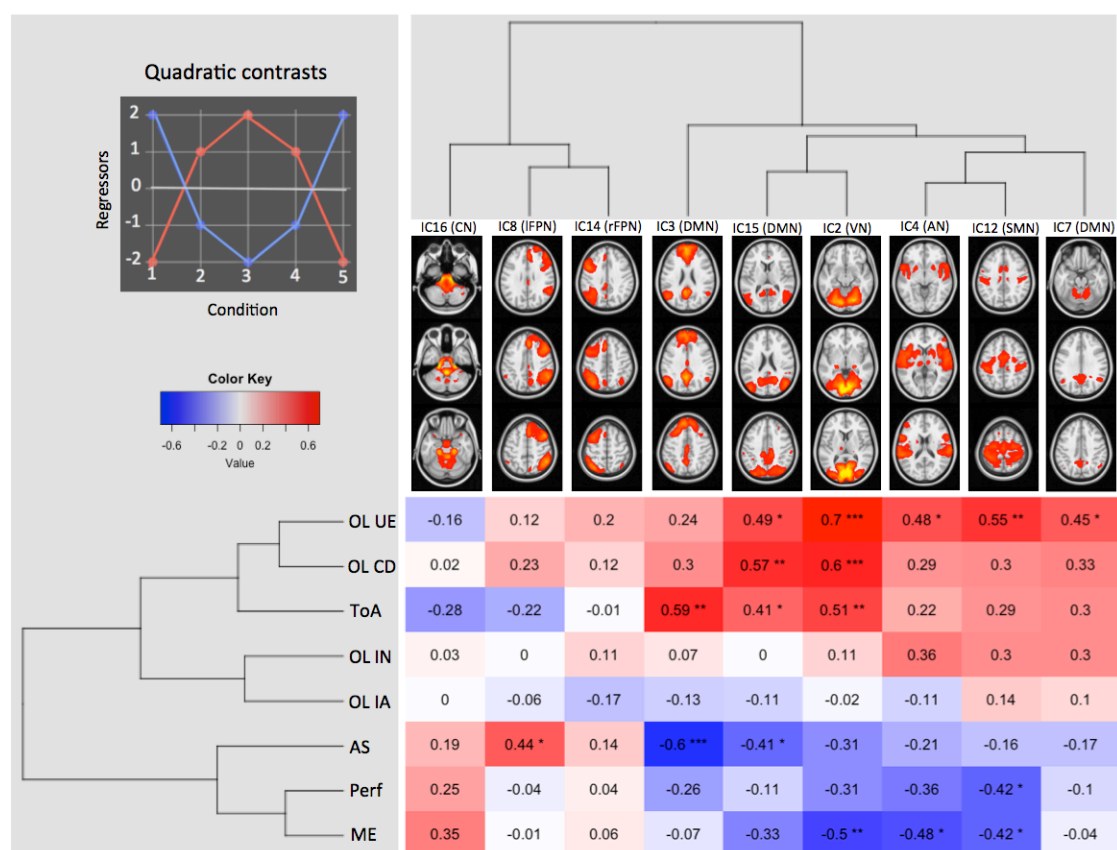 Quadratic contrasts
2
1
0
-1
-2
Regressors
1 2 3 4 5
Condition
Color Key
-0.6 -0.2 0 0.2 0.6
Value
IC16 (CN) IC8 (lFPN) IC14 (rFPN) IC3 (DMN) IC15 (DMN) IC2 (VN) IC4 (AN) IC12 (SMN) IC7 (DMN)
OL UE -0.16 0.12 0.2 0.24 0.49 * 0.7 *** 0.48 * 0.55 ** 0.45 *
OL CD 0.02 0.23 0.12 0.3 0.57 ** 0.6 *** 0.29 0.3 0.33
ToA -0.28 -0.22 -0.01 0.59 ** 0.41 * 0.51 ** 0.22 0.29 0.3
OL IN 0.03 0 0.11 0.07 0 0.11 0.36 0.3 0.3
OL IA 0 -0.06 -0.17 -0.13 -0.11 -0.02 -0.11 0.14 0.1
AS 0.19 0.44 * 0.14 -0.6 *** -0.41 * -0.31 -0.21 -0.16 -0.17
Perf 0.25 -0.04 0.04 -0.26 -0.11 -0.31 -0.36 -0.42 * -0.1
ME 0.35 -0.01 0.06 -0.07 -0.33 -0.5 ** -0.48 * -0.42 * -0.04